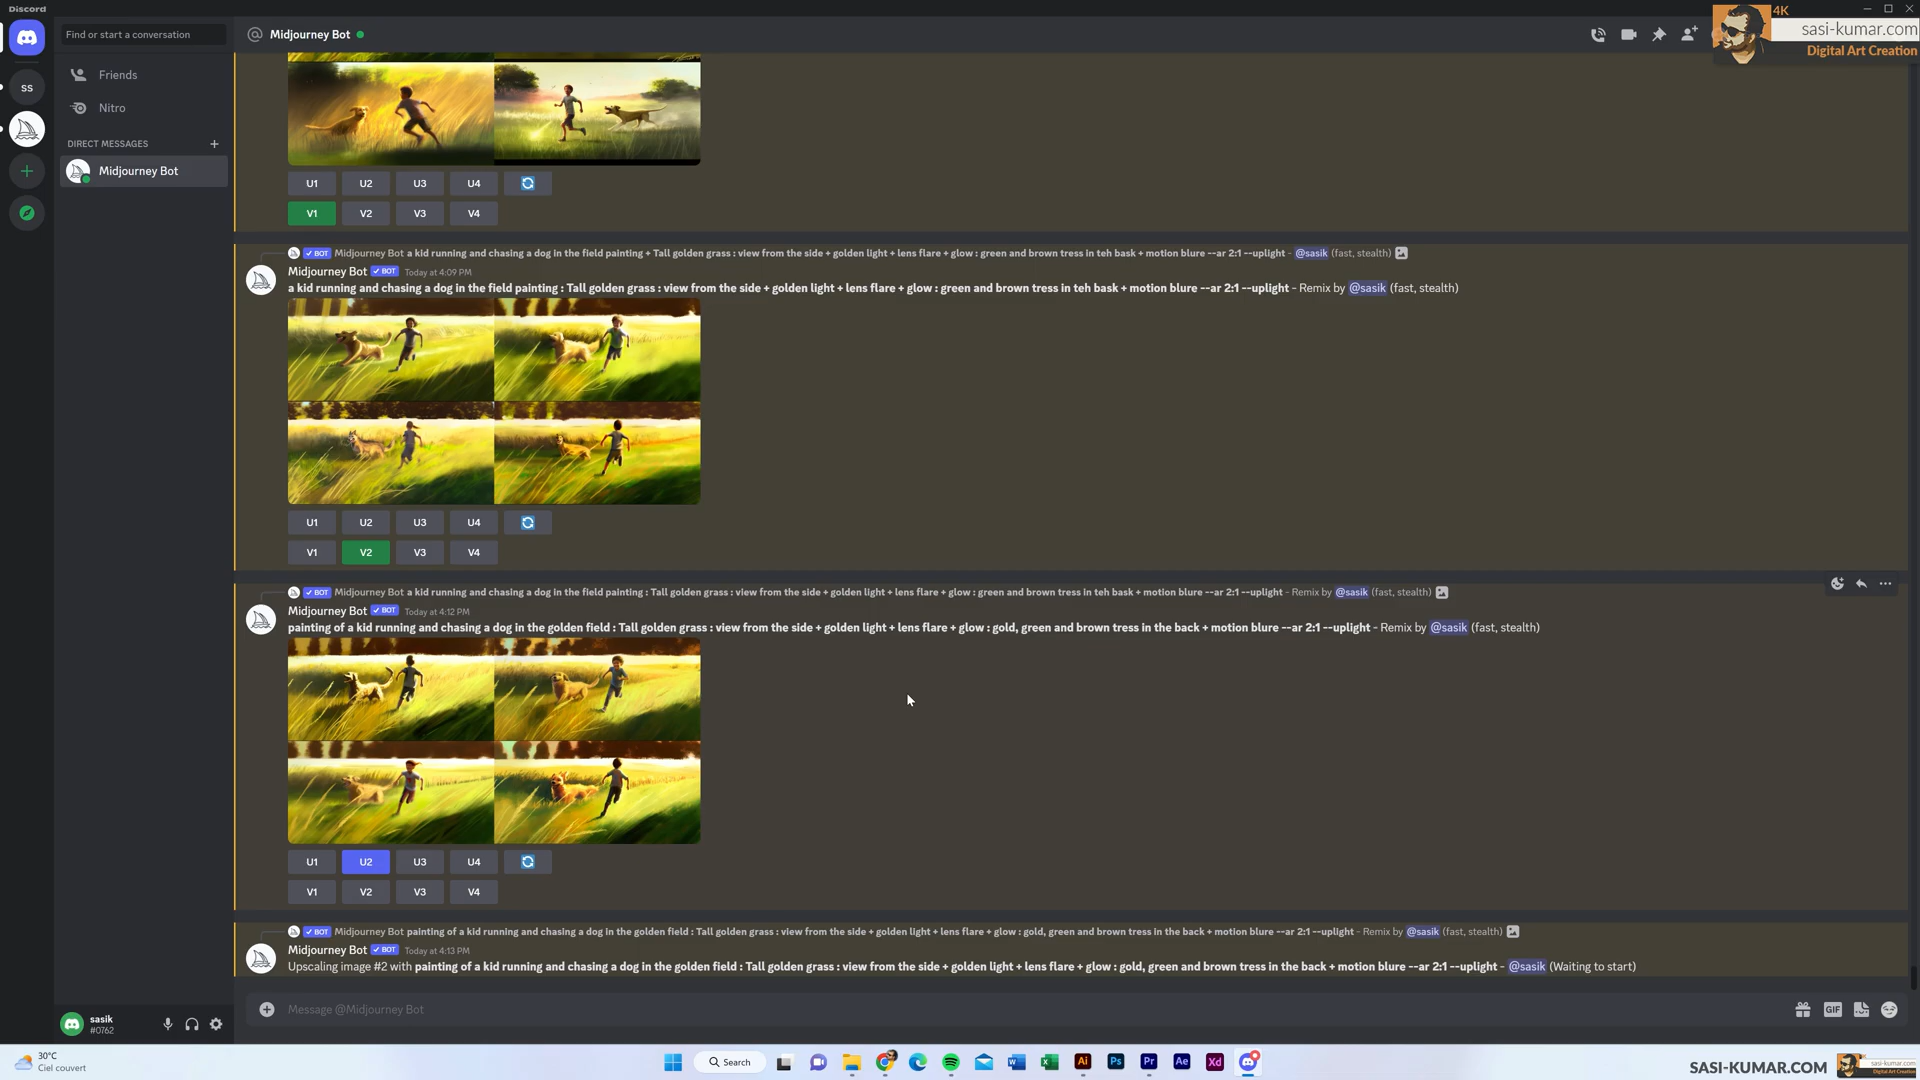 Discord
4K
sasi-kumar.com
Digital Art Creation
Find or start a conversation
Midjourney Bot
Friends
Nitro
DIRECT MESSAGES
Midjourney Bot
ss
U1 U2 U3 U4
V1 V2 V3 V4
BOT Midjourney Bot a kid running and chasing a dog in the field painting + Tall golden grass : view from the side + golden light + lens flare + glow : green and brown tress in teh bask + motion blure --ar 2:1 --uplight - @sasik (fast, stealth)
Midjourney Bot BOT Today at 4:09 PM
a kid running and chasing a dog in the field painting : Tall golden grass : view from the side + golden light + lens flare + glow : green and brown tress in teh bask + motion blure --ar 2:1 --uplight - Remix by @sasik (fast, stealth)
U1 U2 U3 U4
V1 V2 V3 V4
BOT Midjourney Bot a kid running and chasing a dog in the field painting : Tall golden grass : view from the side + golden light + lens flare + glow : green and brown tress in teh bask + motion blure --ar 2:1 --uplight - Remix by @sasik (fast, stealth)
Midjourney Bot BOT Today at 4:12 PM
painting of a kid running and chasing a dog in the golden field : Tall golden grass : view from the side + golden light + lens flare + glow : gold, green and brown tress in the back + motion blure --ar 2:1 --uplight - Remix by @sasik (fast, stealth)
U1 U2 U3 U4
V1 V2 V3 V4
BOT Midjourney Bot painting of a kid running and chasing a dog in the golden field : Tall golden grass : view from the side + golden light + lens flare + glow : gold, green and brown tress in the back + motion blure --ar 2:1 --uplight - Remix by @sasik (fast, stealth)
Midjourney Bot BOT Today at 4:13 PM
Upscaling image #2 with painting of a kid running and chasing a dog in the golden field : Tall golden grass : view from the side + golden light + lens flare + glow : gold, green and brown tress in the back + motion blure --ar 2:1 --uplight - @sasik (Waiting to start)
Message @Midjourney Bot
GIF
sasik
#0762
30°C
Ciel couvert
Search
Ai Ps Pr Ae Xd
SASI-KUMAR.COM